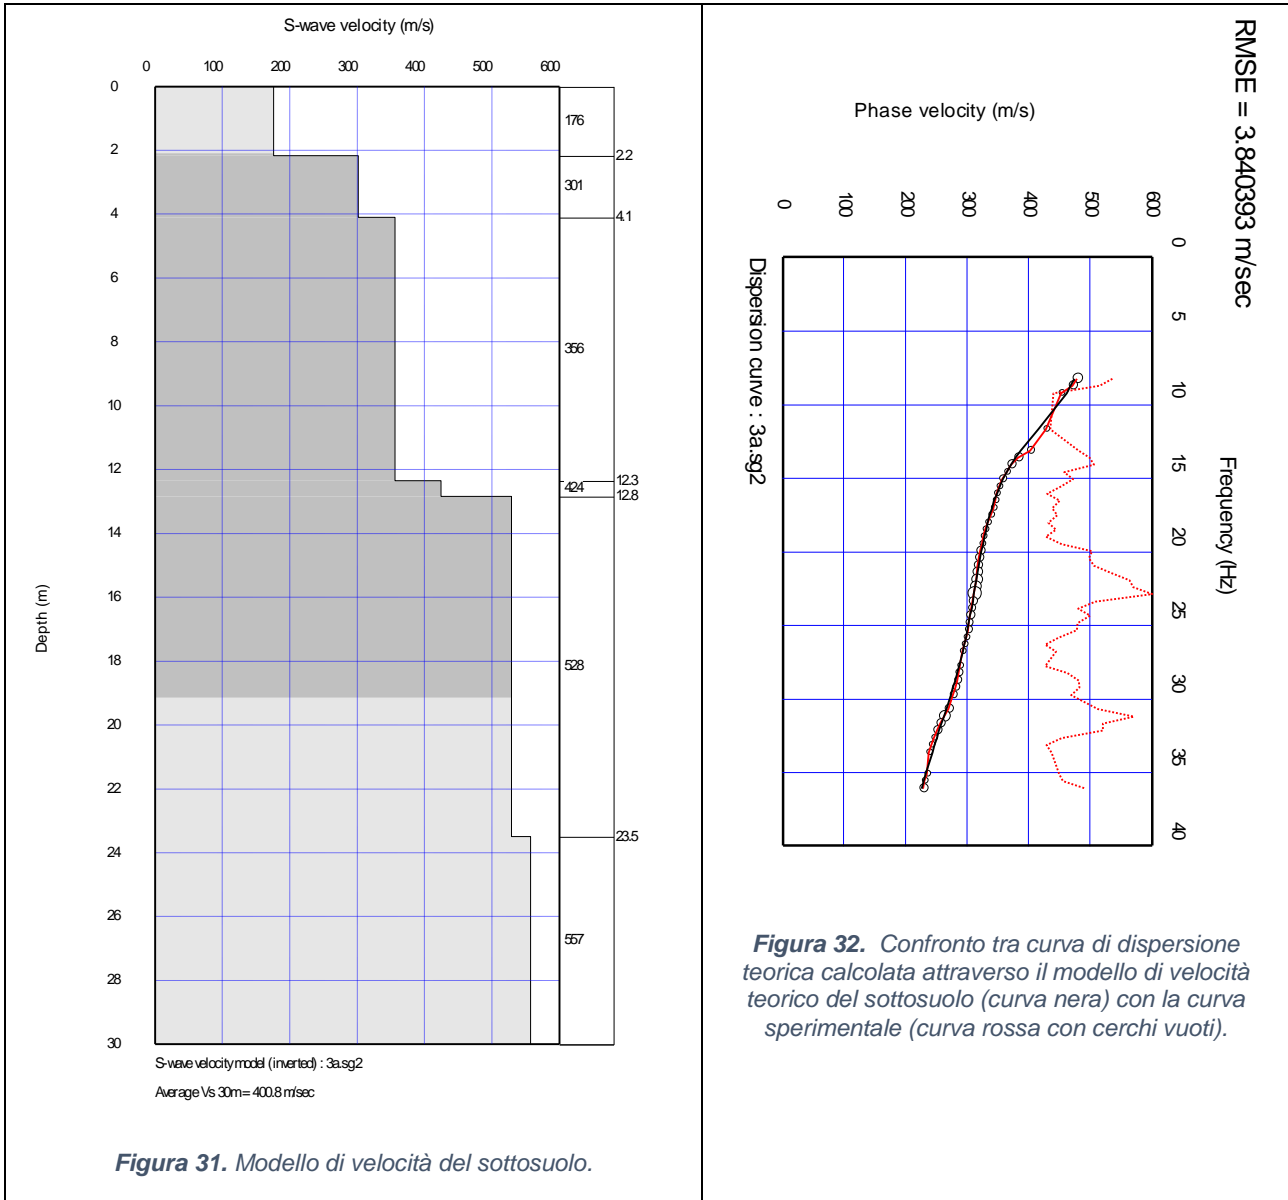 S-wave velocity (m/s)
0 100 200 300 400 500 600
0
2
4
6
8
10
12
14
16
18
20
22
24
26
28
30
Depth (m)
176
2.2
301
4.1
356
12.3
424
12.8
528
23.5
557
S-wave velocity model (inverted) : 3a.sg2
Average Vs 30m = 400.8 m/sec
Figura 31. Modello di velocità del sottosuolo.
RMSE = 3.840393 m/sec
Phase velocity (m/s)
0 100 200 300 400 500 600
0
5
10
15
20
25
30
35
40
Frequency (Hz)
Dispersion curve : 3a.sg2
Figura 32. Confronto tra curva di dispersione
teorica calcolata attraverso il modello di velocità
teorico del sottosuolo (curva nera) con la curva
sperimentale (curva rossa con cerchi vuoti).